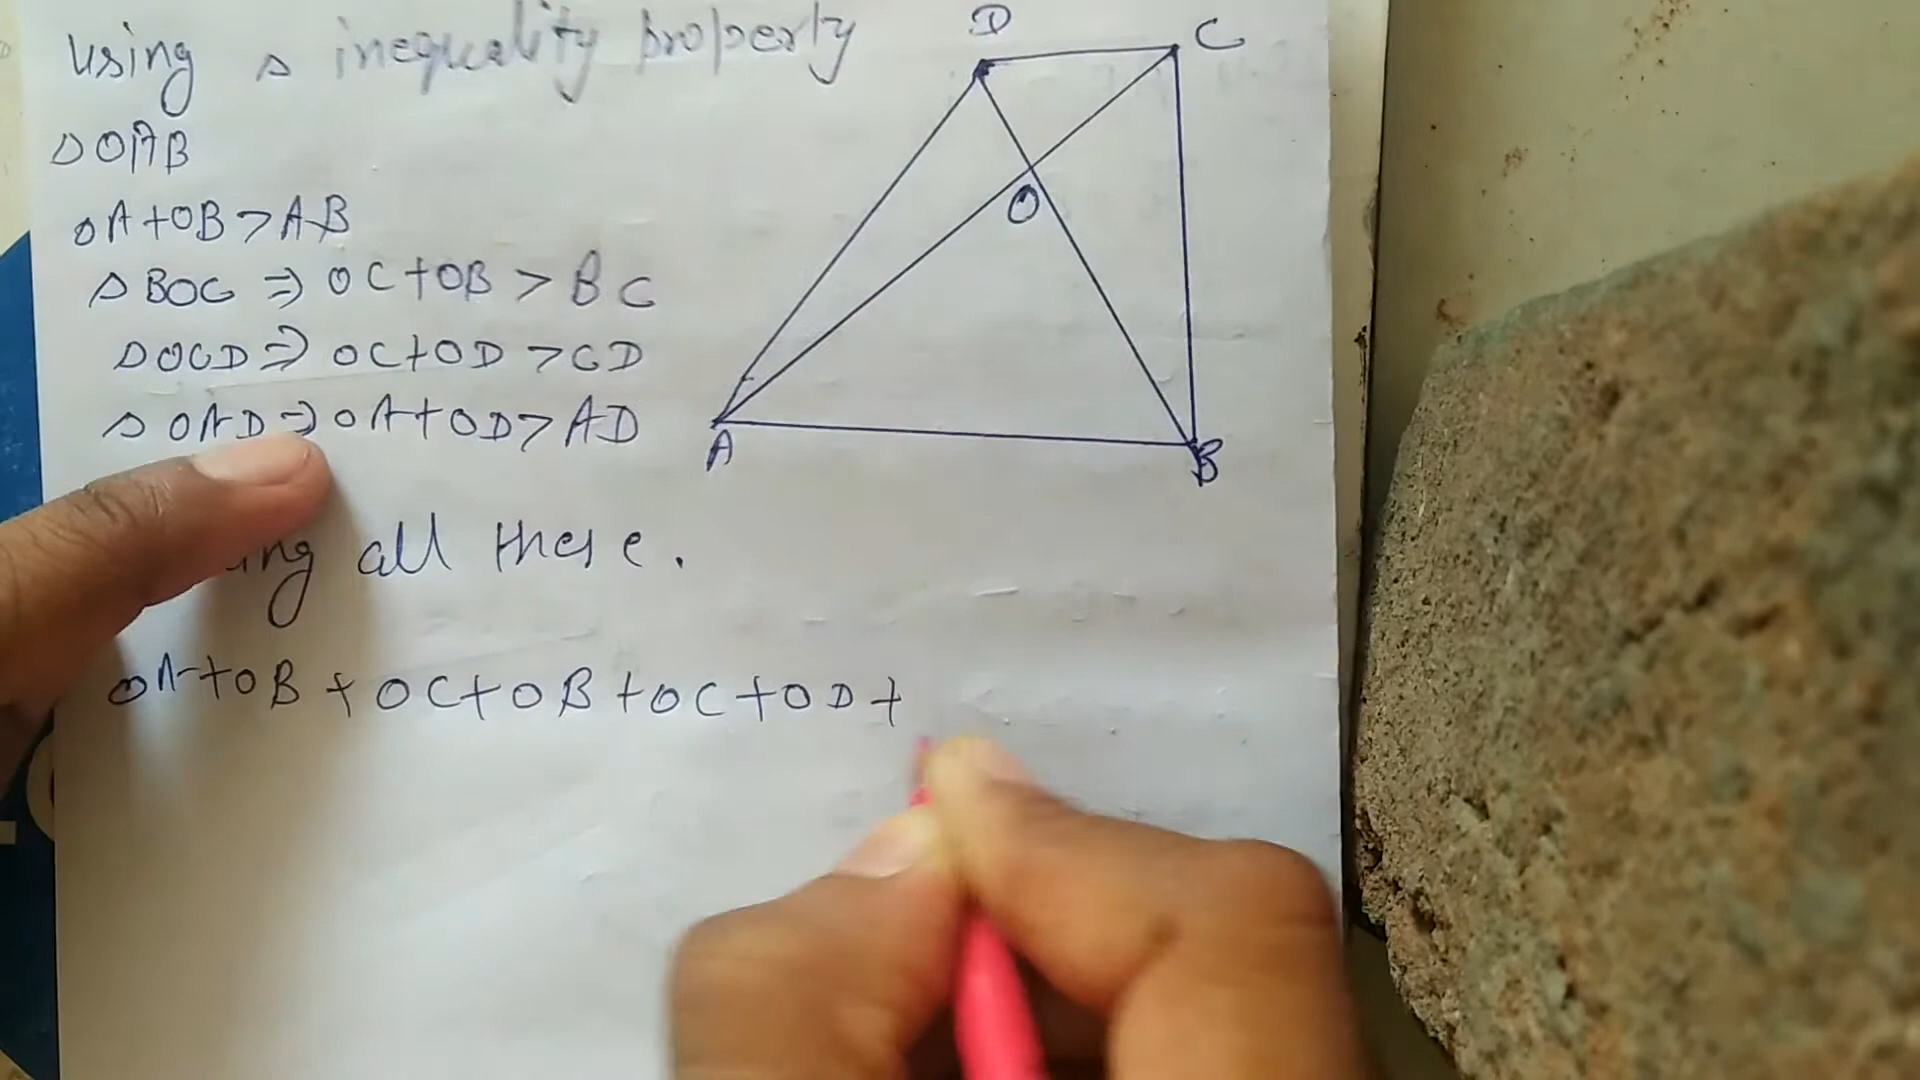 using △ inequality property
△OAB
OA+OB>AB
△BOC ⇒ OC+OB > BC
△OCD ⇒ OC+OD >CD
△OAD ⇒ OA+OD>AD
all these.
OA+OB + OC+OB+OC+OD+
D
C
O
A
B